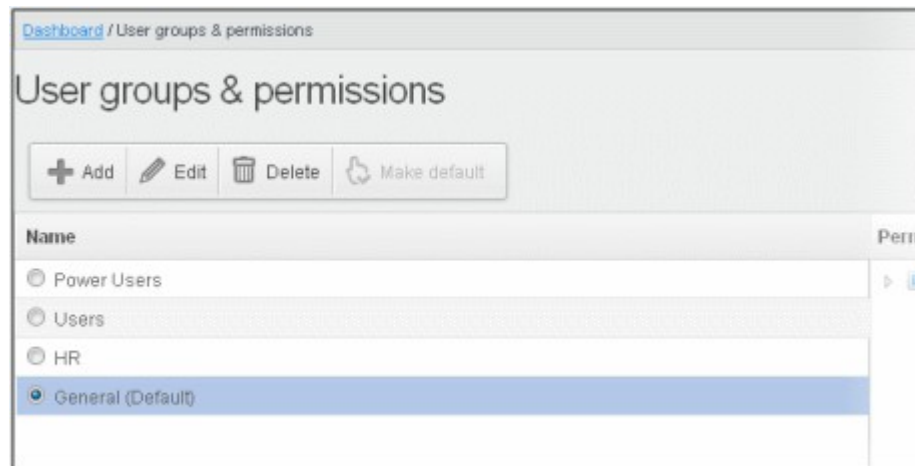 Dashboard / User groups & permissions
User groups & permissions
Add Edit Delete Make default
Name
Power Users
Users
HR
General (Default)